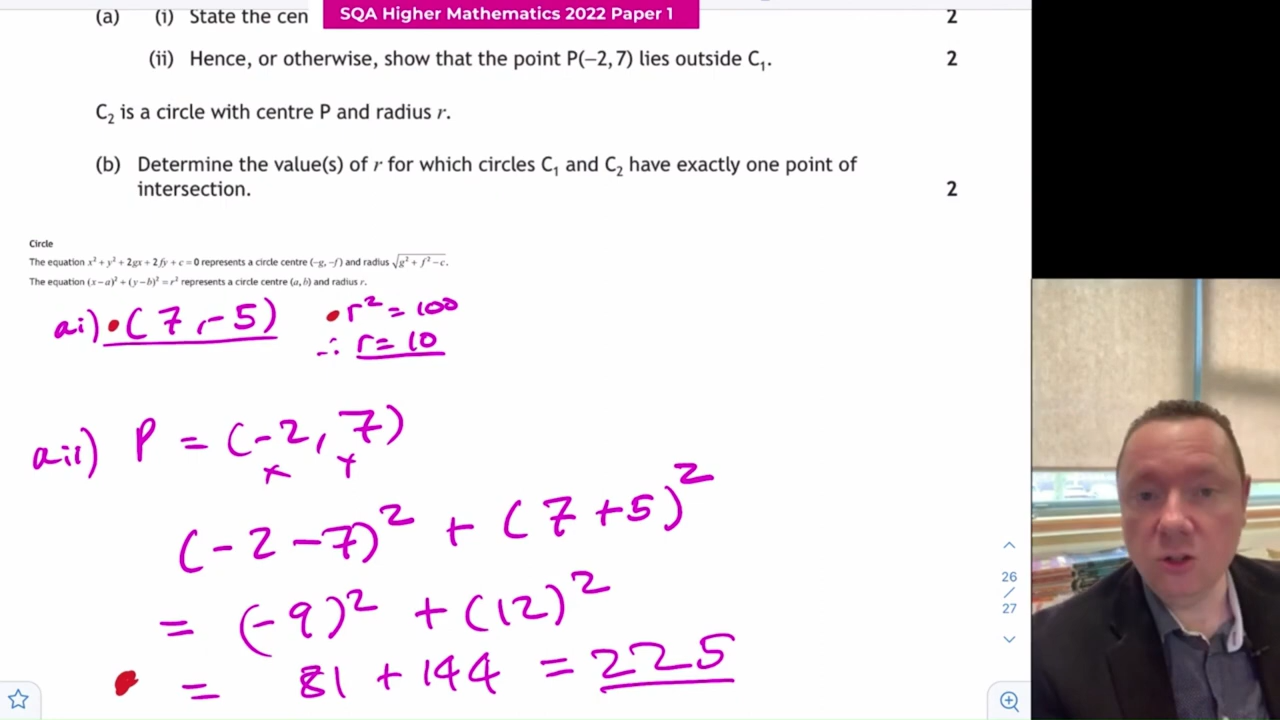 SQA Higher Mathematics 2022 Paper 1
(a) (i) State the cen 2
(ii) Hence, or otherwise, show that the point P(−2,7) lies outside C₁. 2
C₂ is a circle with centre P and radius r.
(b) Determine the value(s) of r for which circles C₁ and C₂ have exactly one point of
intersection. 2
Circle
The equation x² + y² + 2gx + 2fy + c = 0 represents a circle centre (−g, −f) and radius √(g² + f² − c).
The equation (x − a)² + (y − b)² = r² represents a circle centre (a, b) and radius r.
ai) • (7, -5) • r² = 100
∴ r = 10
aii) P = (-2, 7)
x y
(-2 -7)² + (7 +5)²
= (-9)² + (12)²
= 81 + 144 = 225
26
/
27